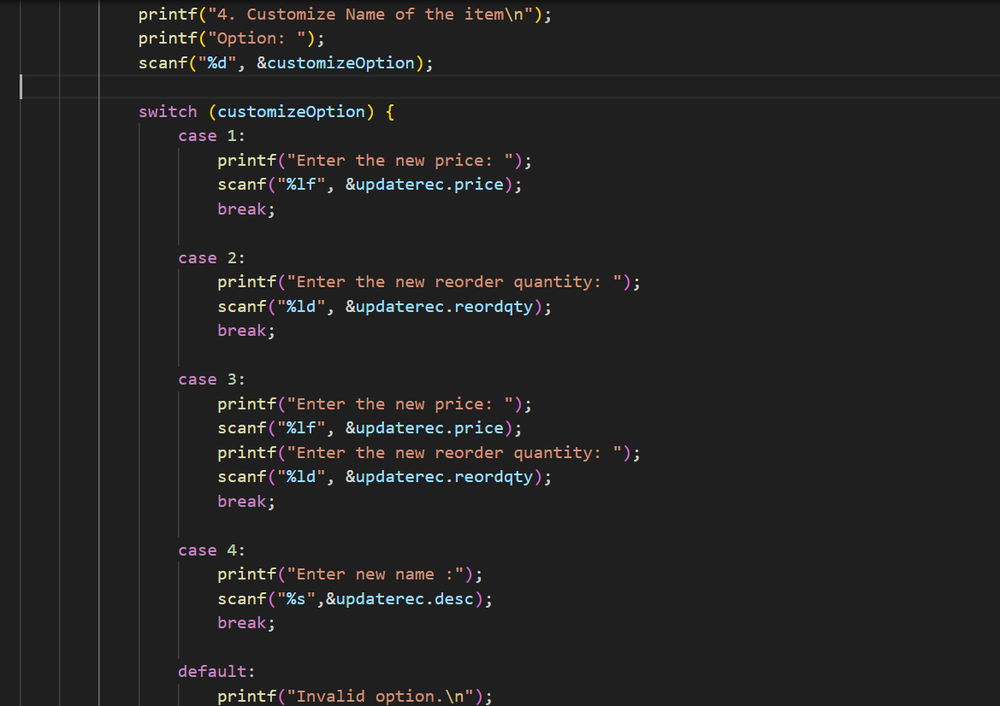 printf("4. Customize Name of the item\n");
printf("Option: ");
scanf("%d", &customizeOption);
switch (customizeOption) {
case 1:
printf("Enter the new price: ");
scanf("%lf", &updaterec.price);
break;
case 2:
printf("Enter the new reorder quantity: ");
scanf("%ld", &updaterec.reordqty);
break;
case 3:
printf("Enter the new price: ");
scanf("%lf", &updaterec.price);
printf("Enter the new reorder quantity: ");
scanf("%ld", &updaterec.reordqty);
break;
case 4:
printf("Enter new name :");
scanf("%s",&updaterec.desc);
break;
default:
printf("Invalid option.\n");